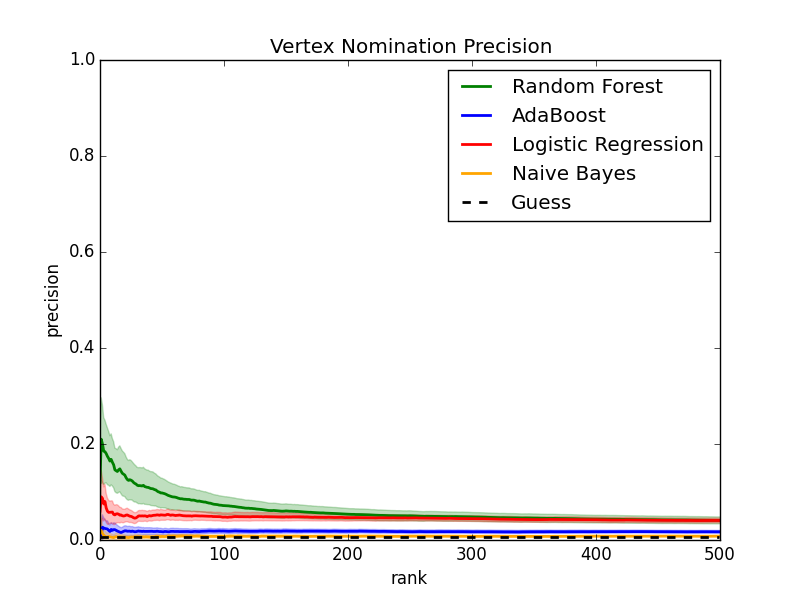 Vertex Nomination Precision
1.0
0.8
0.6
0.4
0.2
0.0
precision
Random Forest
AdaBoost
Logistic Regression
Naive Bayes
Guess
0 100 200 300 400 500
rank